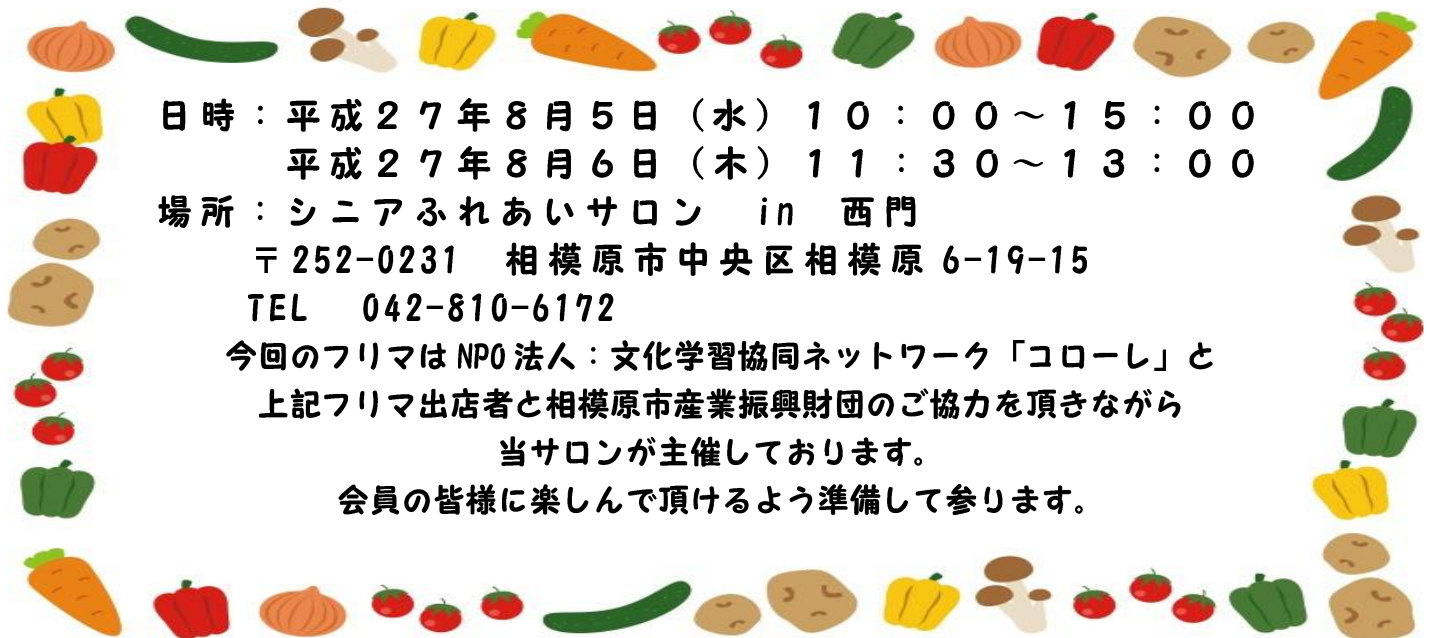 日時：平成２７年８月５日（水）１０：００～１５：００
平成２７年８月６日（木）１１：３０～１３：００
場所：シニアふれあいサロン　in　西門
〒252-0231　相模原市中央区相模原 6-19-15
TEL　042-810-6172
今回のフリマは NPO 法人：文化学習協同ネットワーク「コローレ」と
上記フリマ出店者と相模原市産業振興財団のご協力を頂きながら
当サロンが主催しております。
会員の皆様に楽しんで頂けるよう準備して参ります。